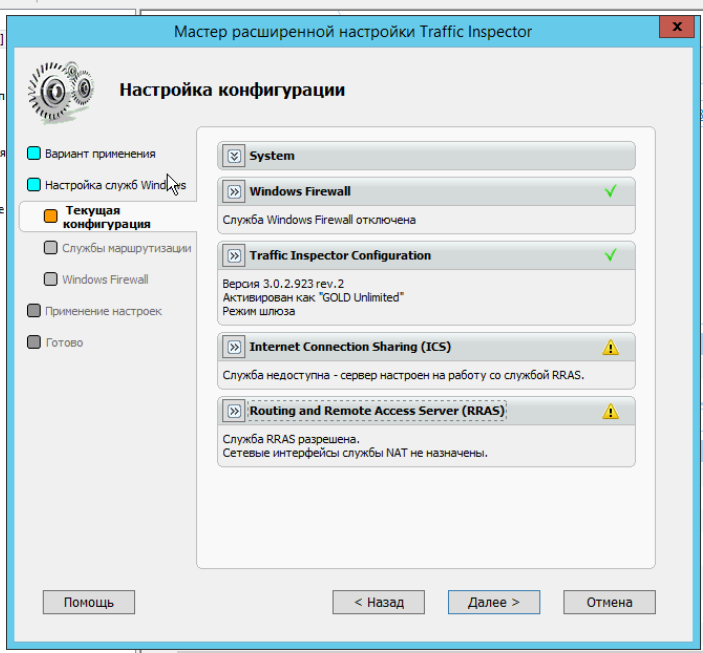 Мастер расширенной настройки Traffic Inspector
x
Настройка конфигурации
Вариант применения
Настройка служб Windows
Текущая
конфигурация
Службы маршрутизации
Windows Firewall
Применение настроек
Готово
System
Windows Firewall
Служба Windows Firewall отключена
Traffic Inspector Configuration
Версия 3.0.2.923 rev.2
Активирован как "GOLD Unlimited"
Режим шлюза
Internet Connection Sharing (ICS)
Служба недоступна - сервер настроен на работу со службой RRAS.
Routing and Remote Access Server (RRAS)
Служба RRAS разрешена.
Сетевые интерфейсы службы NAT не назначены.
Помощь
< Назад
Далее >
Отмена